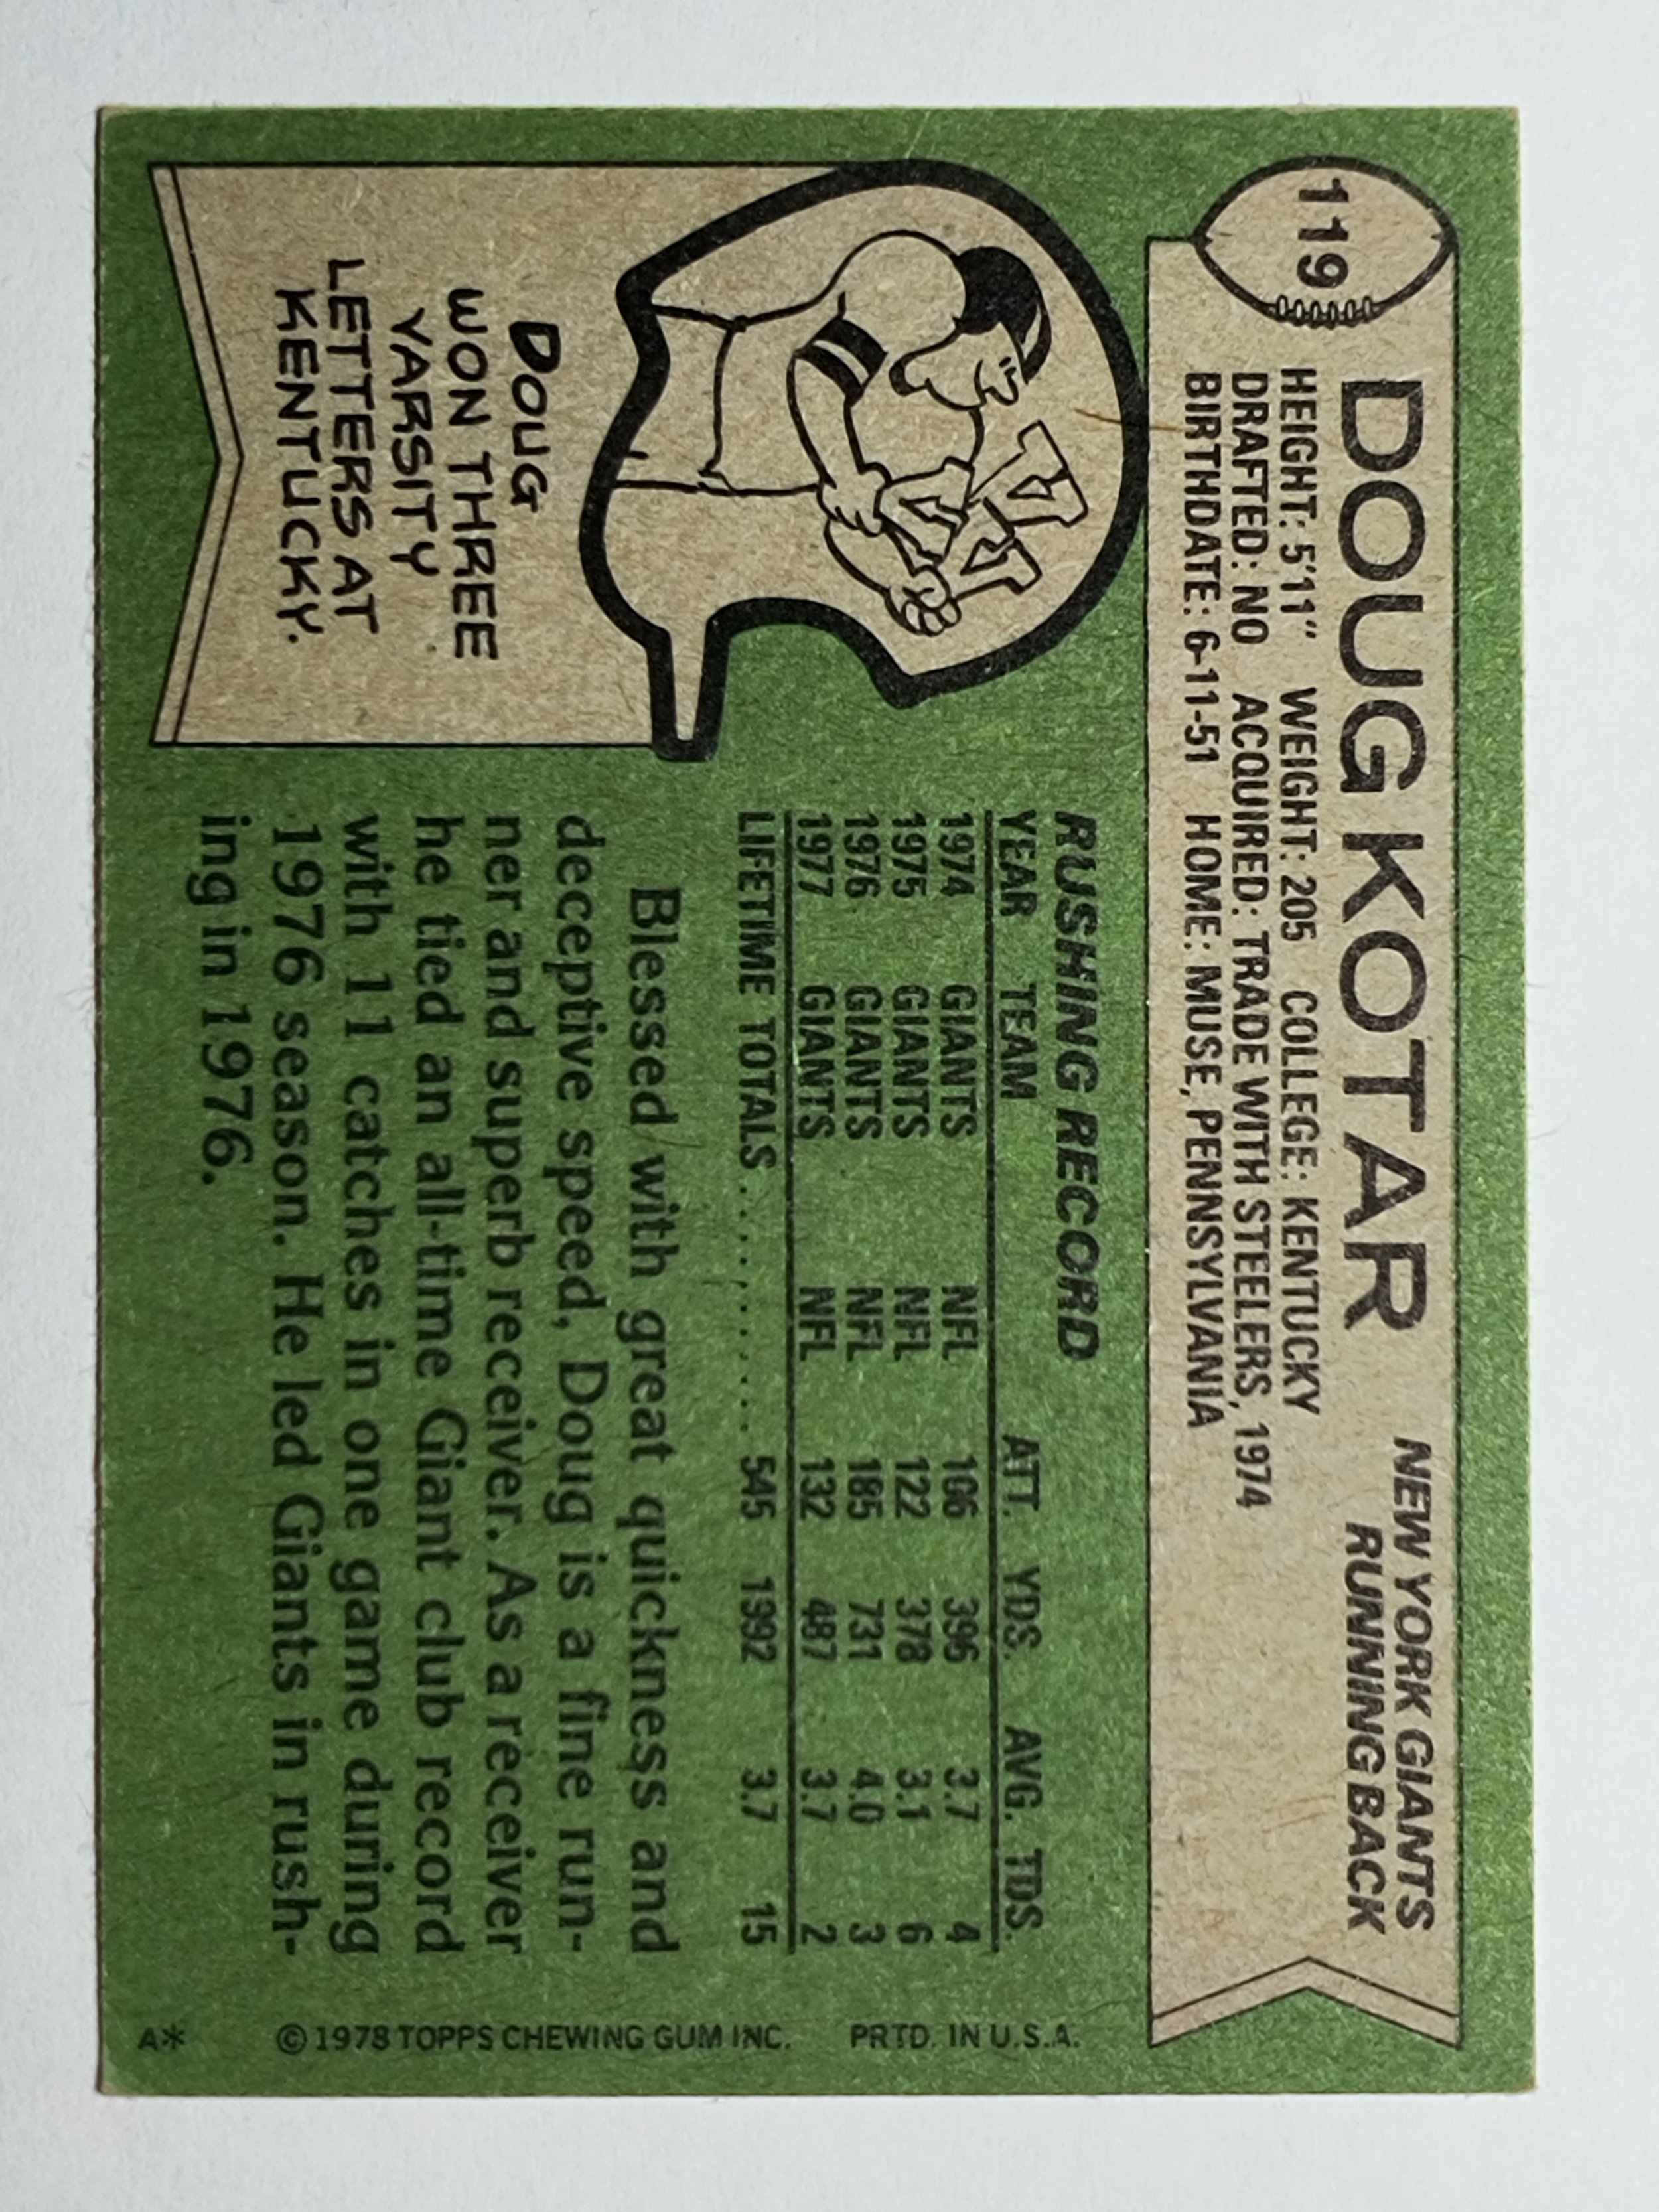 119
DOUG KOTAR
NEW YORK GIANTS
RUNNING BACK
HEIGHT: 5'11" WEIGHT: 205 COLLEGE: KENTUCKY
DRAFTED: NO ACQUIRED: TRADE WITH STEELERS, 1974
BIRTHDATE: 6-11-51 HOME: MUSE, PENNSYLVANIA
DOUG
WON THREE
VARSITY
LETTERS AT
KENTUCKY.
RUSHING RECORD
YEAR TEAM ATT. YDS. AVG. TDS.
1974 GIANTS NFL 106 396 3.7 4
1975 GIANTS NFL 122 378 3.1 6
1976 GIANTS NFL 185 731 4.0 3
1977 GIANTS NFL 132 487 3.7 2
LIFETIME TOTALS .......... 545 1992 3.7 15
Blessed with great quickness and
deceptive speed, Doug is a fine run-
ner and superb receiver. As a receiver
he tied an all-time Giant club record
with 11 catches in one game during
1976 season. He led Giants in rush-
ing in 1976.
A* © 1978 TOPPS CHEWING GUM INC. PRTD. IN U.S.A.